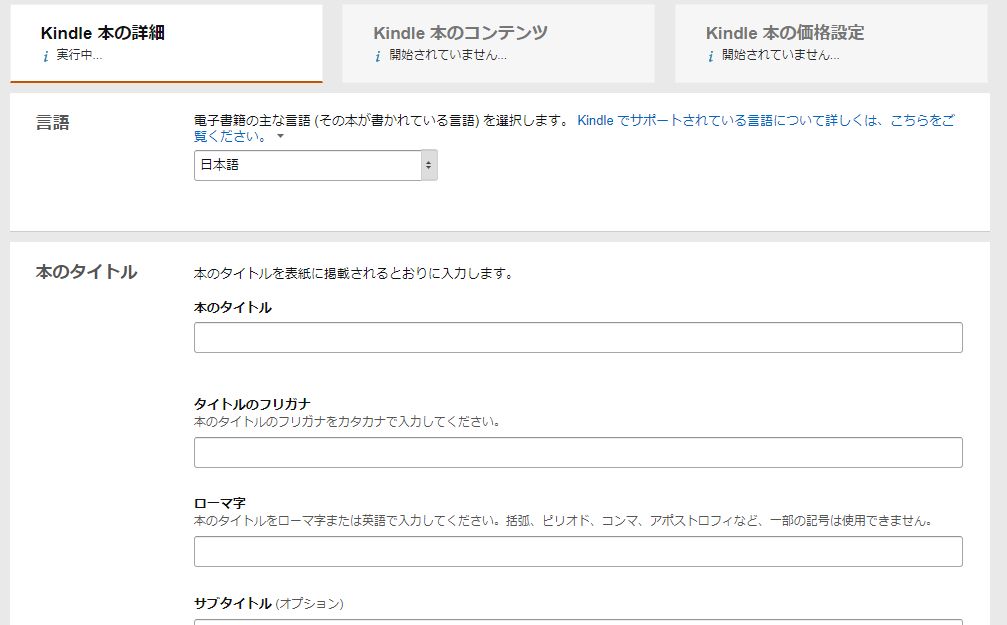 Kindle 本の詳細
i 実行中...
Kindle 本のコンテンツ
i 開始されていません...
Kindle 本の価格設定
i 開始されていません...
言語
電子書籍の主な言語 (その本が書かれている言語) を選択します。 Kindle でサポートされている言語について詳しくは、こちらをご
覧ください。
日本語
本のタイトル
本のタイトルを表紙に掲載されるとおりに入力します。
本のタイトル
タイトルのフリガナ
本のタイトルのフリガナをカタカナで入力してください。
ローマ字
本のタイトルをローマ字または英語で入力してください。括弧、ピリオド、コンマ、アポストロフィなど、一部の記号は使用できません。
サブタイトル (オプション)